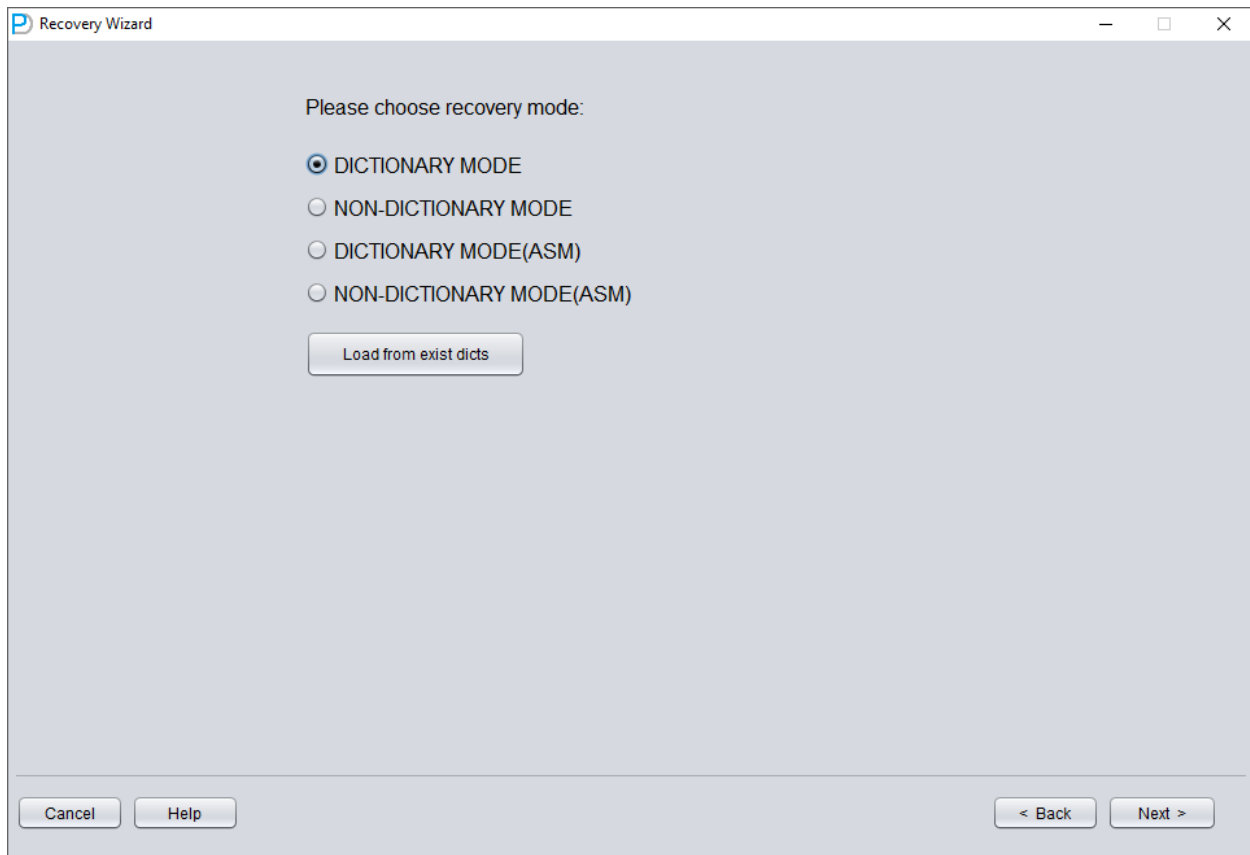 Recovery Wizard
Please choose recovery mode:
DICTIONARY MODE
NON-DICTIONARY MODE
DICTIONARY MODE(ASM)
NON-DICTIONARY MODE(ASM)
Load from exist dicts
Cancel Help < Back Next >